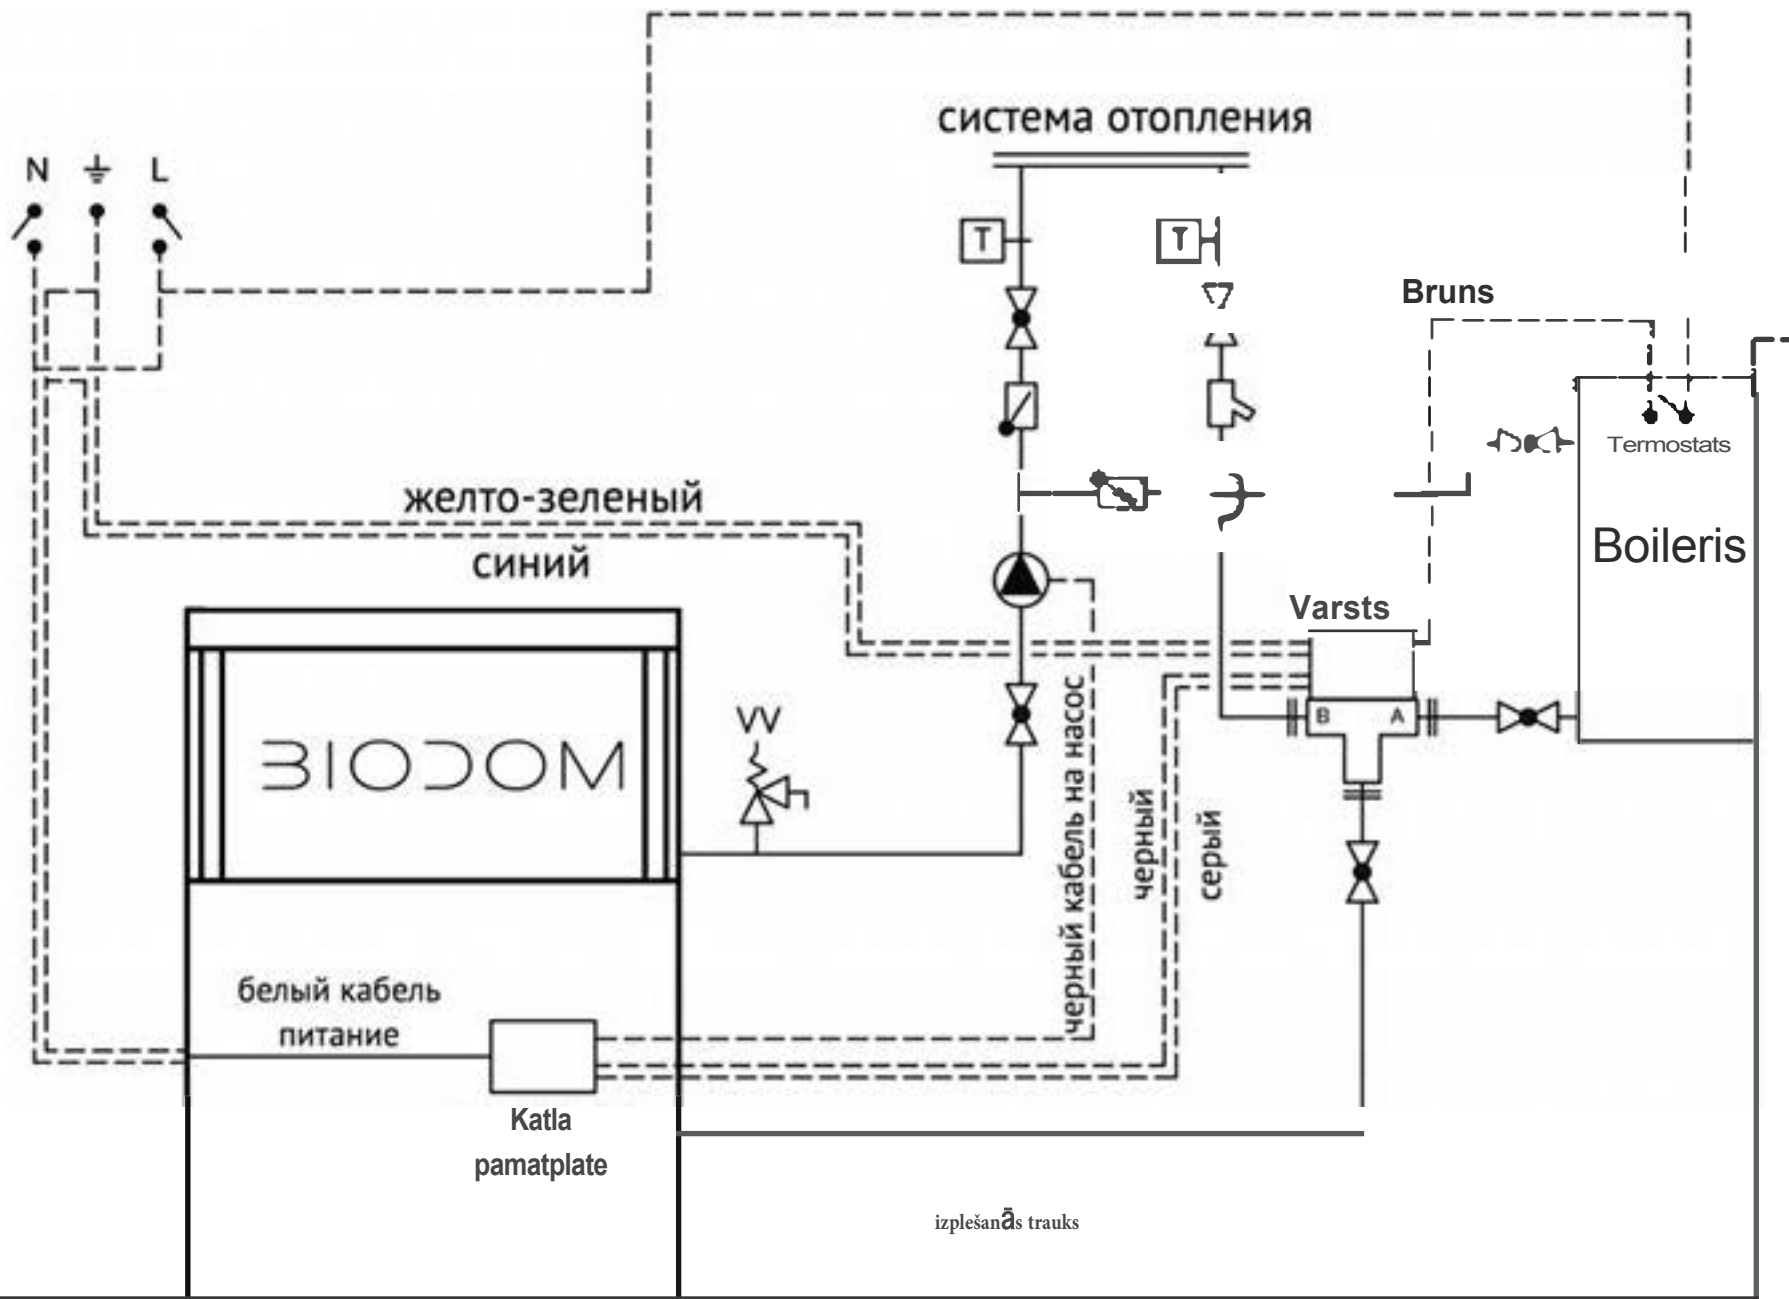 система отопления
N
L
T
T
Bruns
Termostats
желто-зеленый
синий
Boileris
Varsts
B A
VV
BIODOM
черный кабель на насос
черный
серый
белый кабель
питание
Katla
pamatplate
izplešanās trauks